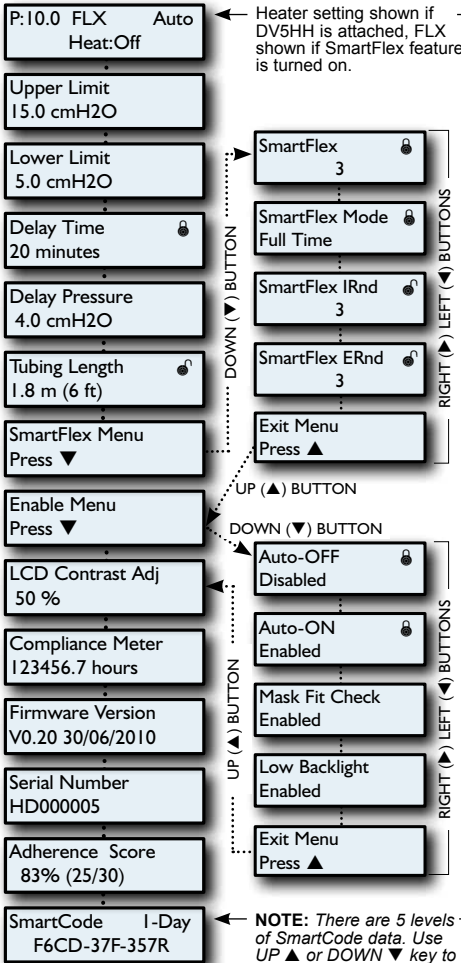 P:10.0 FLX Auto
Heat:Off
Heater setting shown if
DV5HH is attached, FLX
shown if SmartFlex feature
is turned on.
Upper Limit
15.0 cmH2O
Lower Limit
5.0 cmH2O
Delay Time
20 minutes
Delay Pressure
4.0 cmH2O
Tubing Length
1.8 m (6 ft)
SmartFlex Menu
Press ▼
DOWN (▼) BUTTON
SmartFlex
3
SmartFlex Mode
Full Time
SmartFlex IRnd
3
SmartFlex ERnd
3
Exit Menu
Press ▲
RIGHT (▲) LEFT (◀) BUTTONS
UP (▲) BUTTON
Enable Menu
Press ▼
DOWN (▼) BUTTON
Auto-OFF
Disabled
Auto-ON
Enabled
Mask Fit Check
Enabled
Low Backlight
Enabled
Exit Menu
Press ▲
RIGHT (▲) LEFT (◀) BUTTONS
UP (▲) BUTTON
LCD Contrast Adj
50 %
Compliance Meter
123456.7 hours
Firmware Version
V0.20 30/06/2010
Serial Number
HD000005
Adherence Score
83% (25/30)
SmartCode 1-Day
F6CD-37F-357R
NOTE: There are 5 levels
of SmartCode data. Use
UP ▲ or DOWN ▼ key to